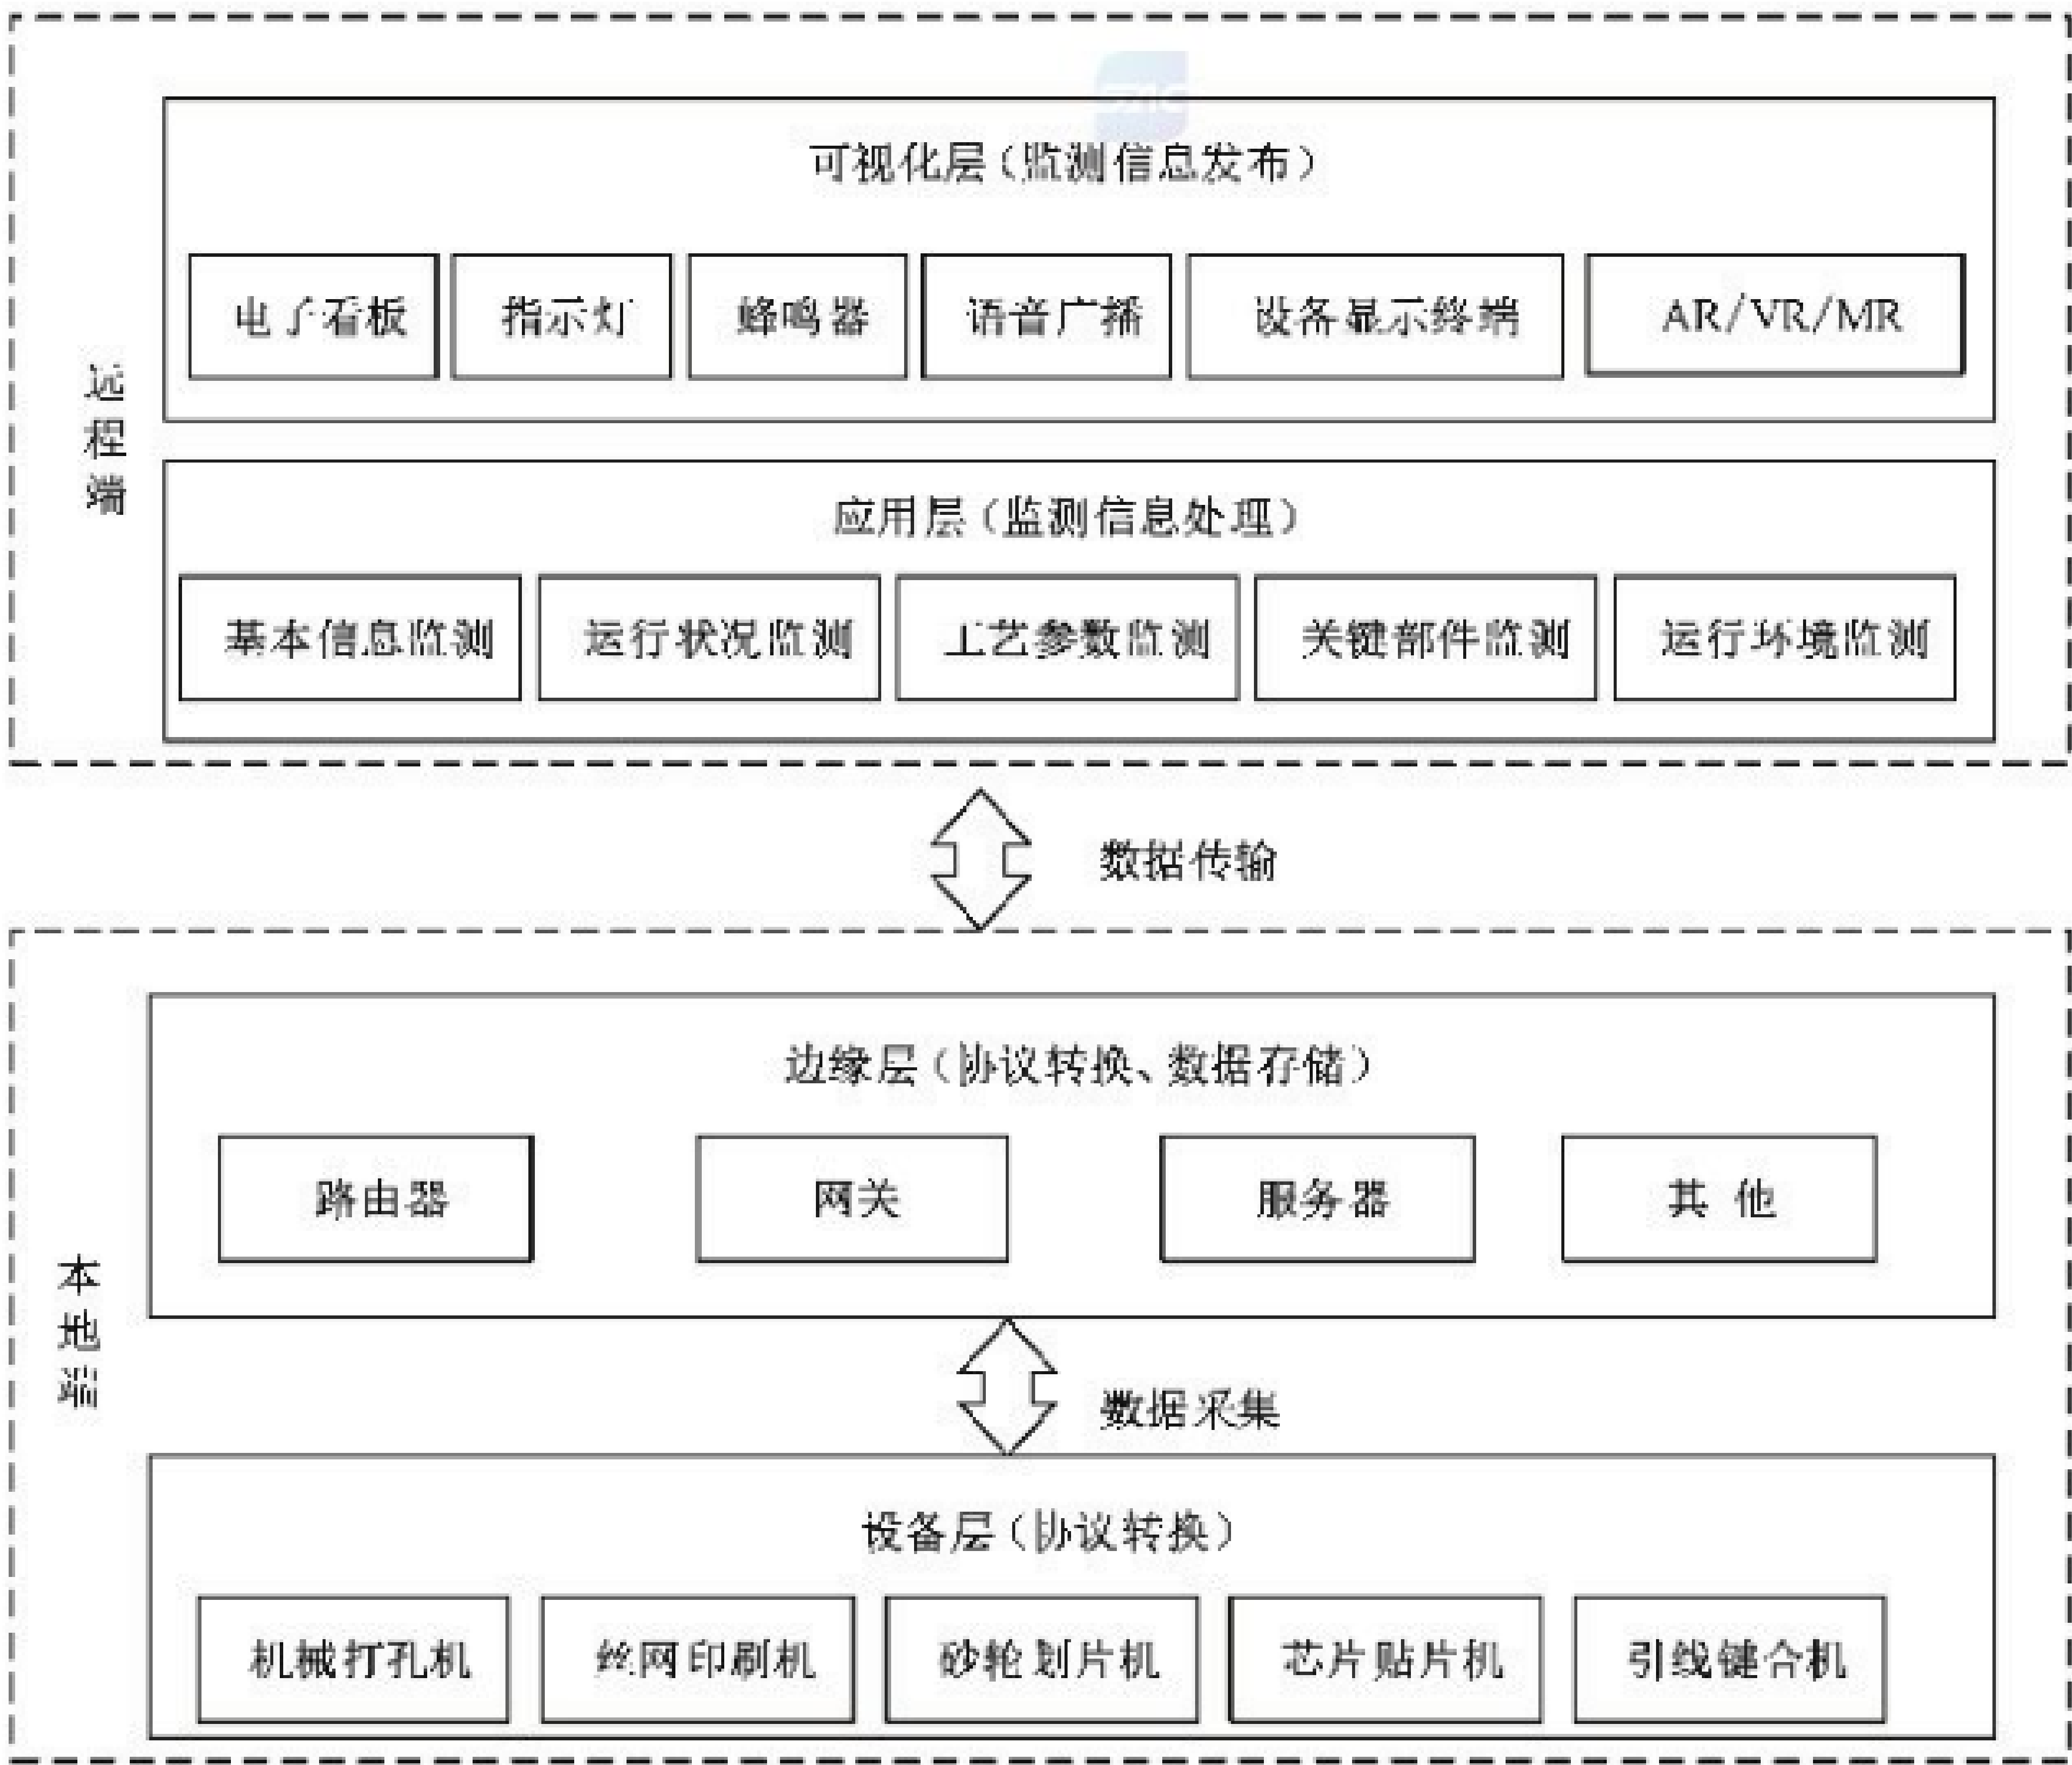 可视化层（监测信息发布）
电子看板 指示灯 蜂鸣器 语音广播 设备显示终端 AR/VR/MR
远程端
应用层（监测信息处理）
基本信息监测 运行状况监测 工艺参数监测 关键部件监测 运行环境监测
数据传输
边缘层（协议转换、数据存储）
路由器 网关 服务器 其他
本地端
数据采集
设备层（协议转换）
机械打孔机 丝网印刷机 砂轮划片机 芯片贴片机 引线键合机